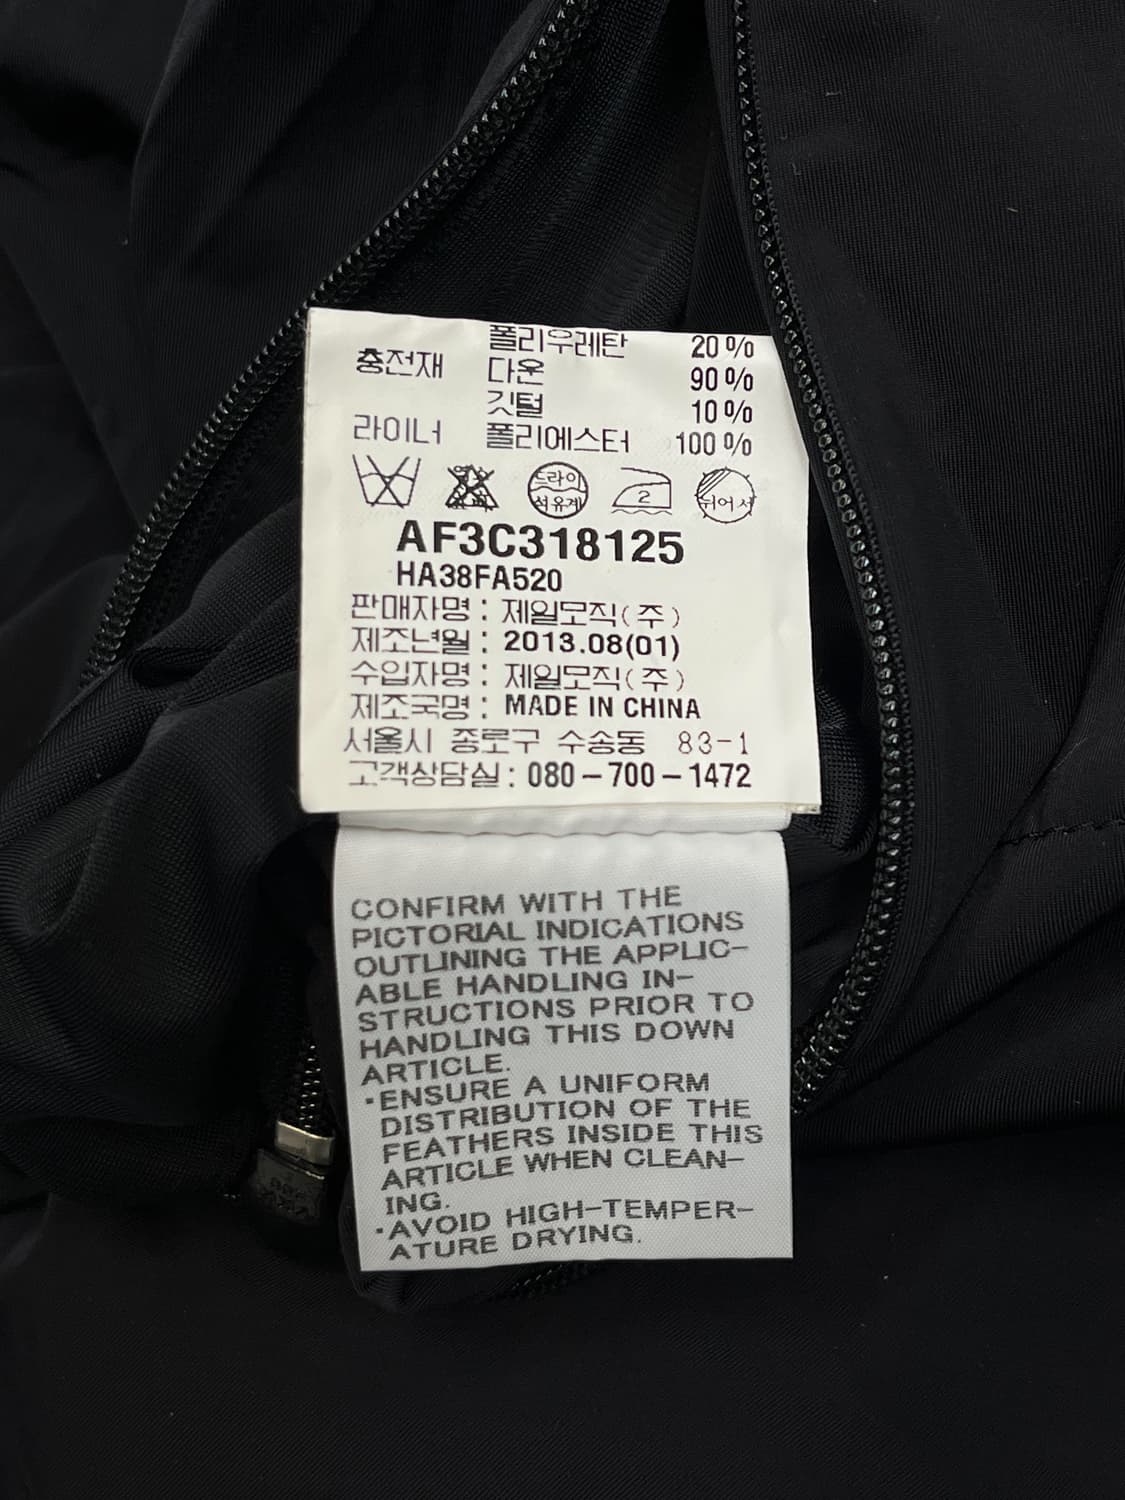 폴리우레탄 20%
충전재 다운 90%
깃털 10%
라이너 폴리에스터 100%
드라이
석유계
2
뉘어서
AF3C318125
HA38FA520
판매자명 : 제일모직(주)
제조년월 : 2013.08(01)
수입자명 : 제일모직(주)
제조국명 : MADE IN CHINA
서울시 종로구 수송동 83-1
고객상담실 : 080-700-1472
CONFIRM WITH THE
PICTORIAL INDICATIONS
OUTLINING THE APPLIC-
ABLE HANDLING IN-
STRUCTIONS PRIOR TO
HANDLING THIS DOWN
ARTICLE.
·ENSURE A UNIFORM
DISTRIBUTION OF THE
FEATHERS INSIDE THIS
ARTICLE WHEN CLEAN-
ING.
·AVOID HIGH-TEMPER-
ATURE DRYING.